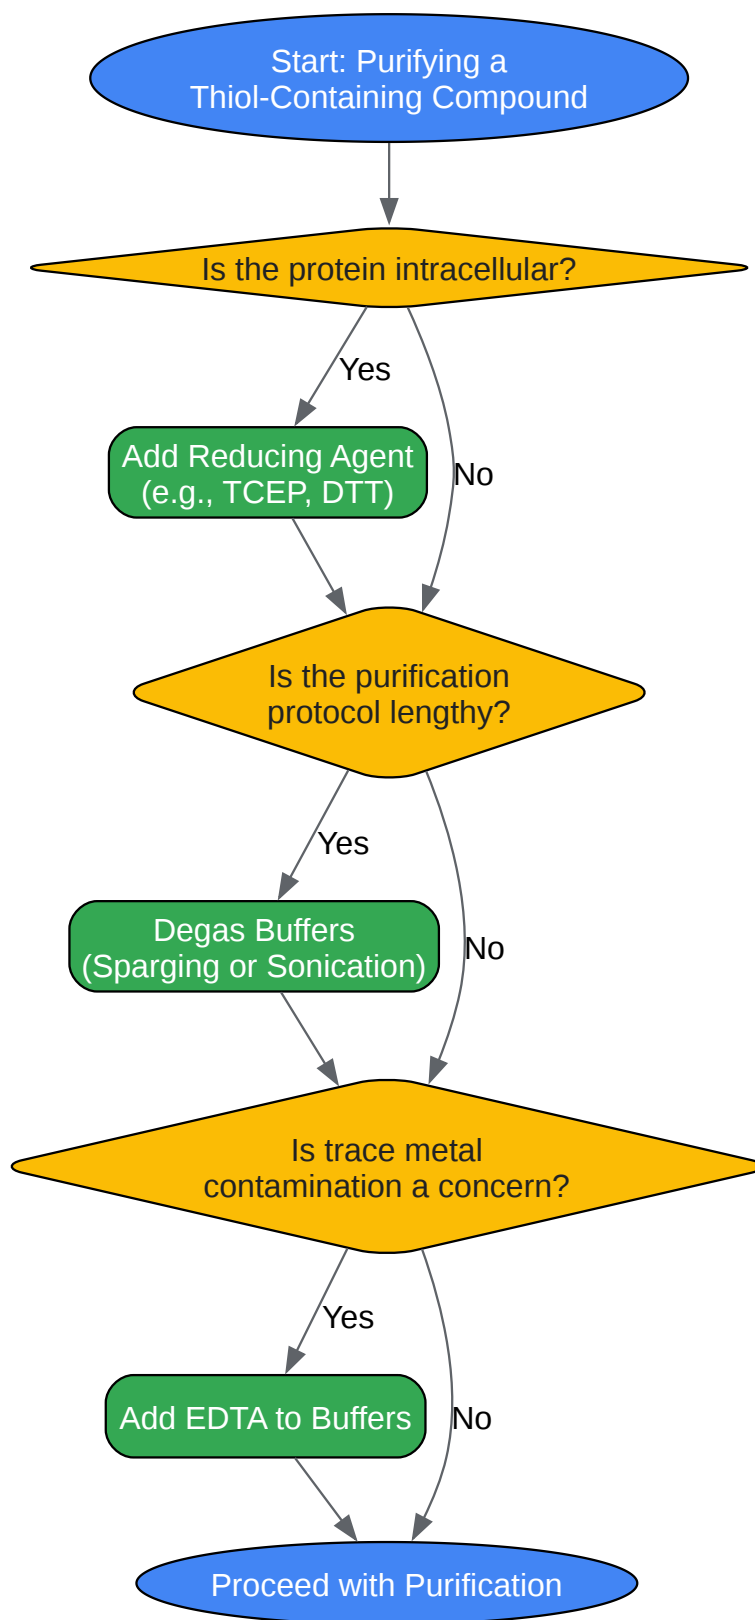 Start: Purifying a
Thiol-Containing Compound
Is the protein intracellular?
Yes
Add Reducing Agent
(e.g., TCEP, DTT)
No
Is the purification
protocol lengthy?
Yes
Degas Buffers
(Sparging or Sonication)
No
Is trace metal
contamination a concern?
Yes
Add EDTA to Buffers
No
Proceed with Purification